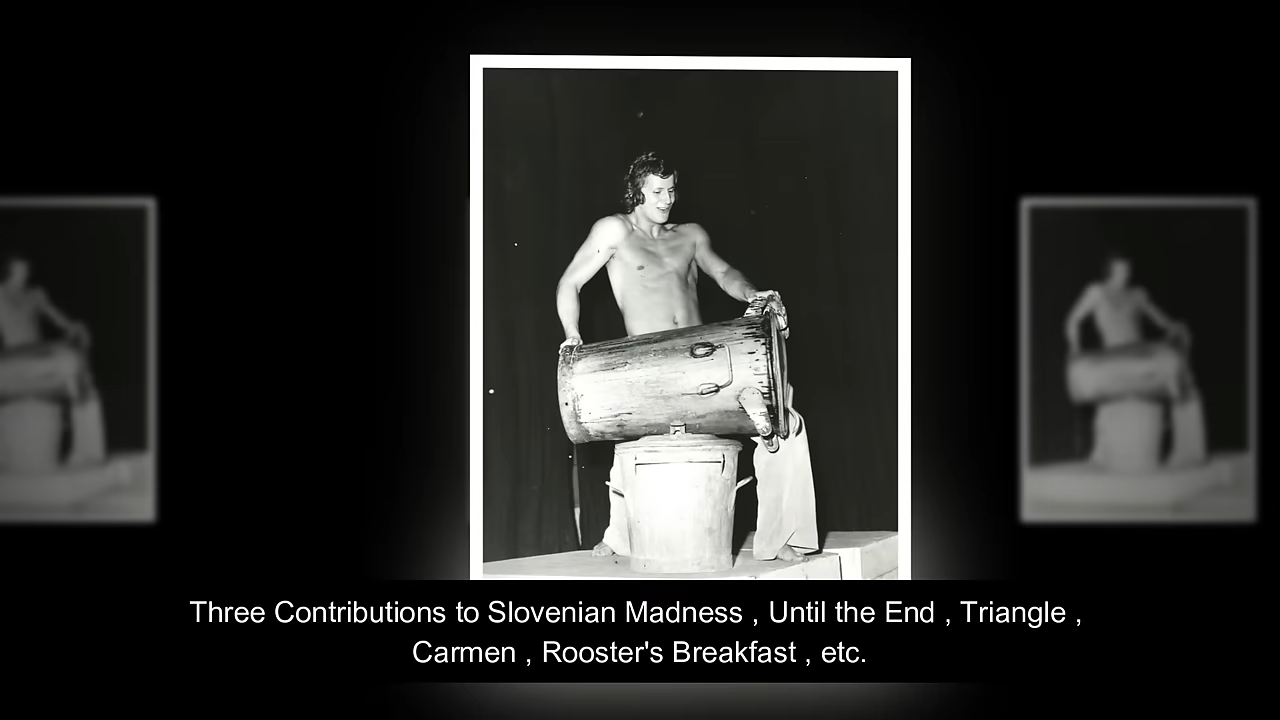 Three Contributions to Slovenian Madness , Until the End , Triangle ,
Carmen , Rooster's Breakfast , etc.